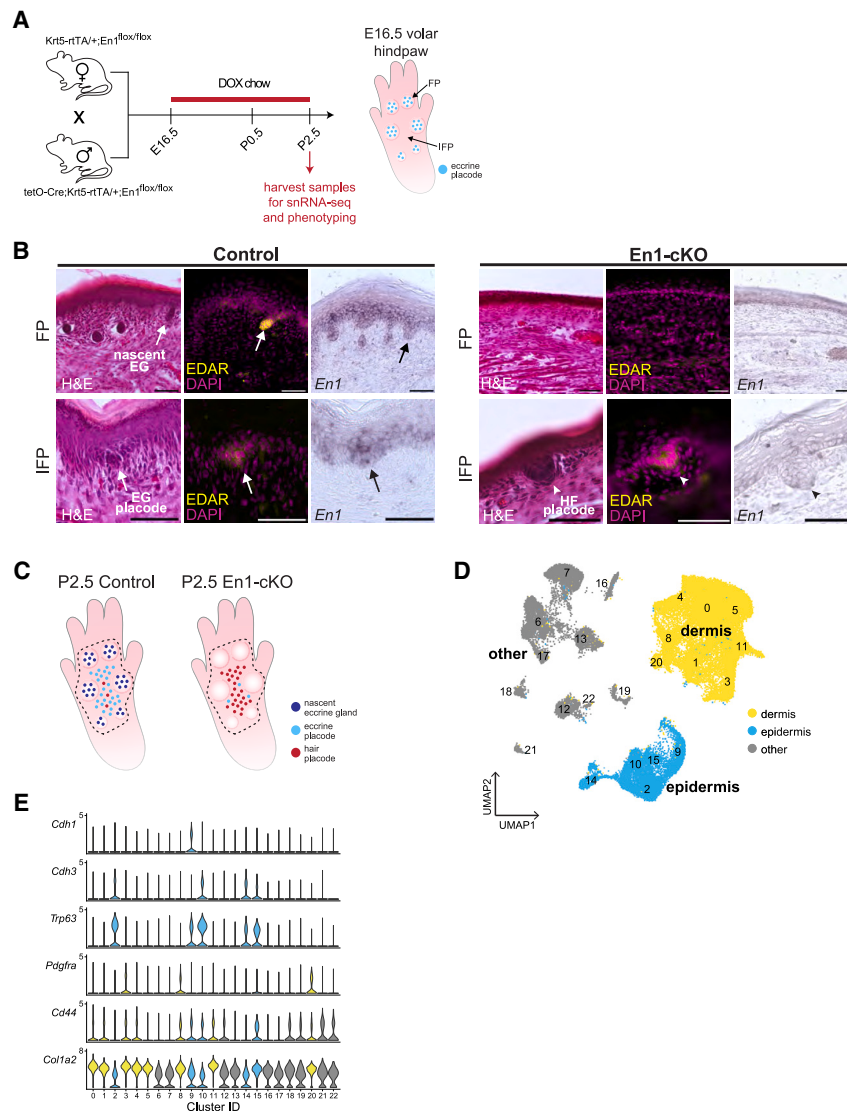 A
Krt5-rtTA/+;En1flox/flox
X
tetO-Cre;Krt5-rtTA/+;En1flox/flox
DOX chow
E16.5
P0.5
P2.5
harvest samples
for snRNA-seq
and phenotyping
E16.5 volar
hindpaw
FP
IFP
eccrine
placode
B
Control
En1-cKO
FP
nascent
EG
H&E
EDAR
DAPI
En1
FP
H&E
EDAR
DAPI
En1
IFP
EG
placode
H&E
EDAR
DAPI
En1
IFP
HF
placode
H&E
EDAR
DAPI
En1
C
P2.5 Control
P2.5 En1-cKO
nascent
eccrine gland
eccrine
placode
hair
placode
D
7
16
4
0
5
6
dermis
other
13
8
11
17
20
1
3
18
22
19
12
dermis
epidermis
other
21
9
10
15
14
2
epidermis
UMAP2
UMAP1
E
Cdh1
5
Cdh3
5
Trp63
5
Pdgfra
5
Cd44
5
Col1a2
8
0 1 2 3 4 5 6 7 8 9 10 11 12 13 14 15 16 17 18 19 20 21 22
Cluster ID